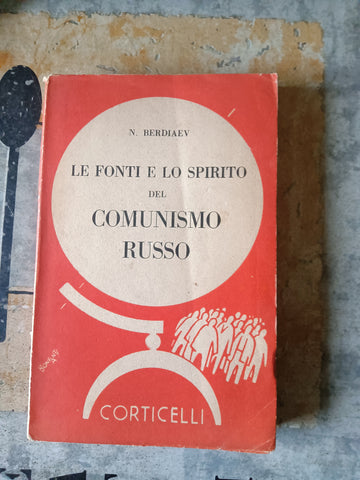 N. BERDIAEV
LE FONTI E LO SPIRITO
DEL
COMUNISMO
RUSSO
CORTICELLI